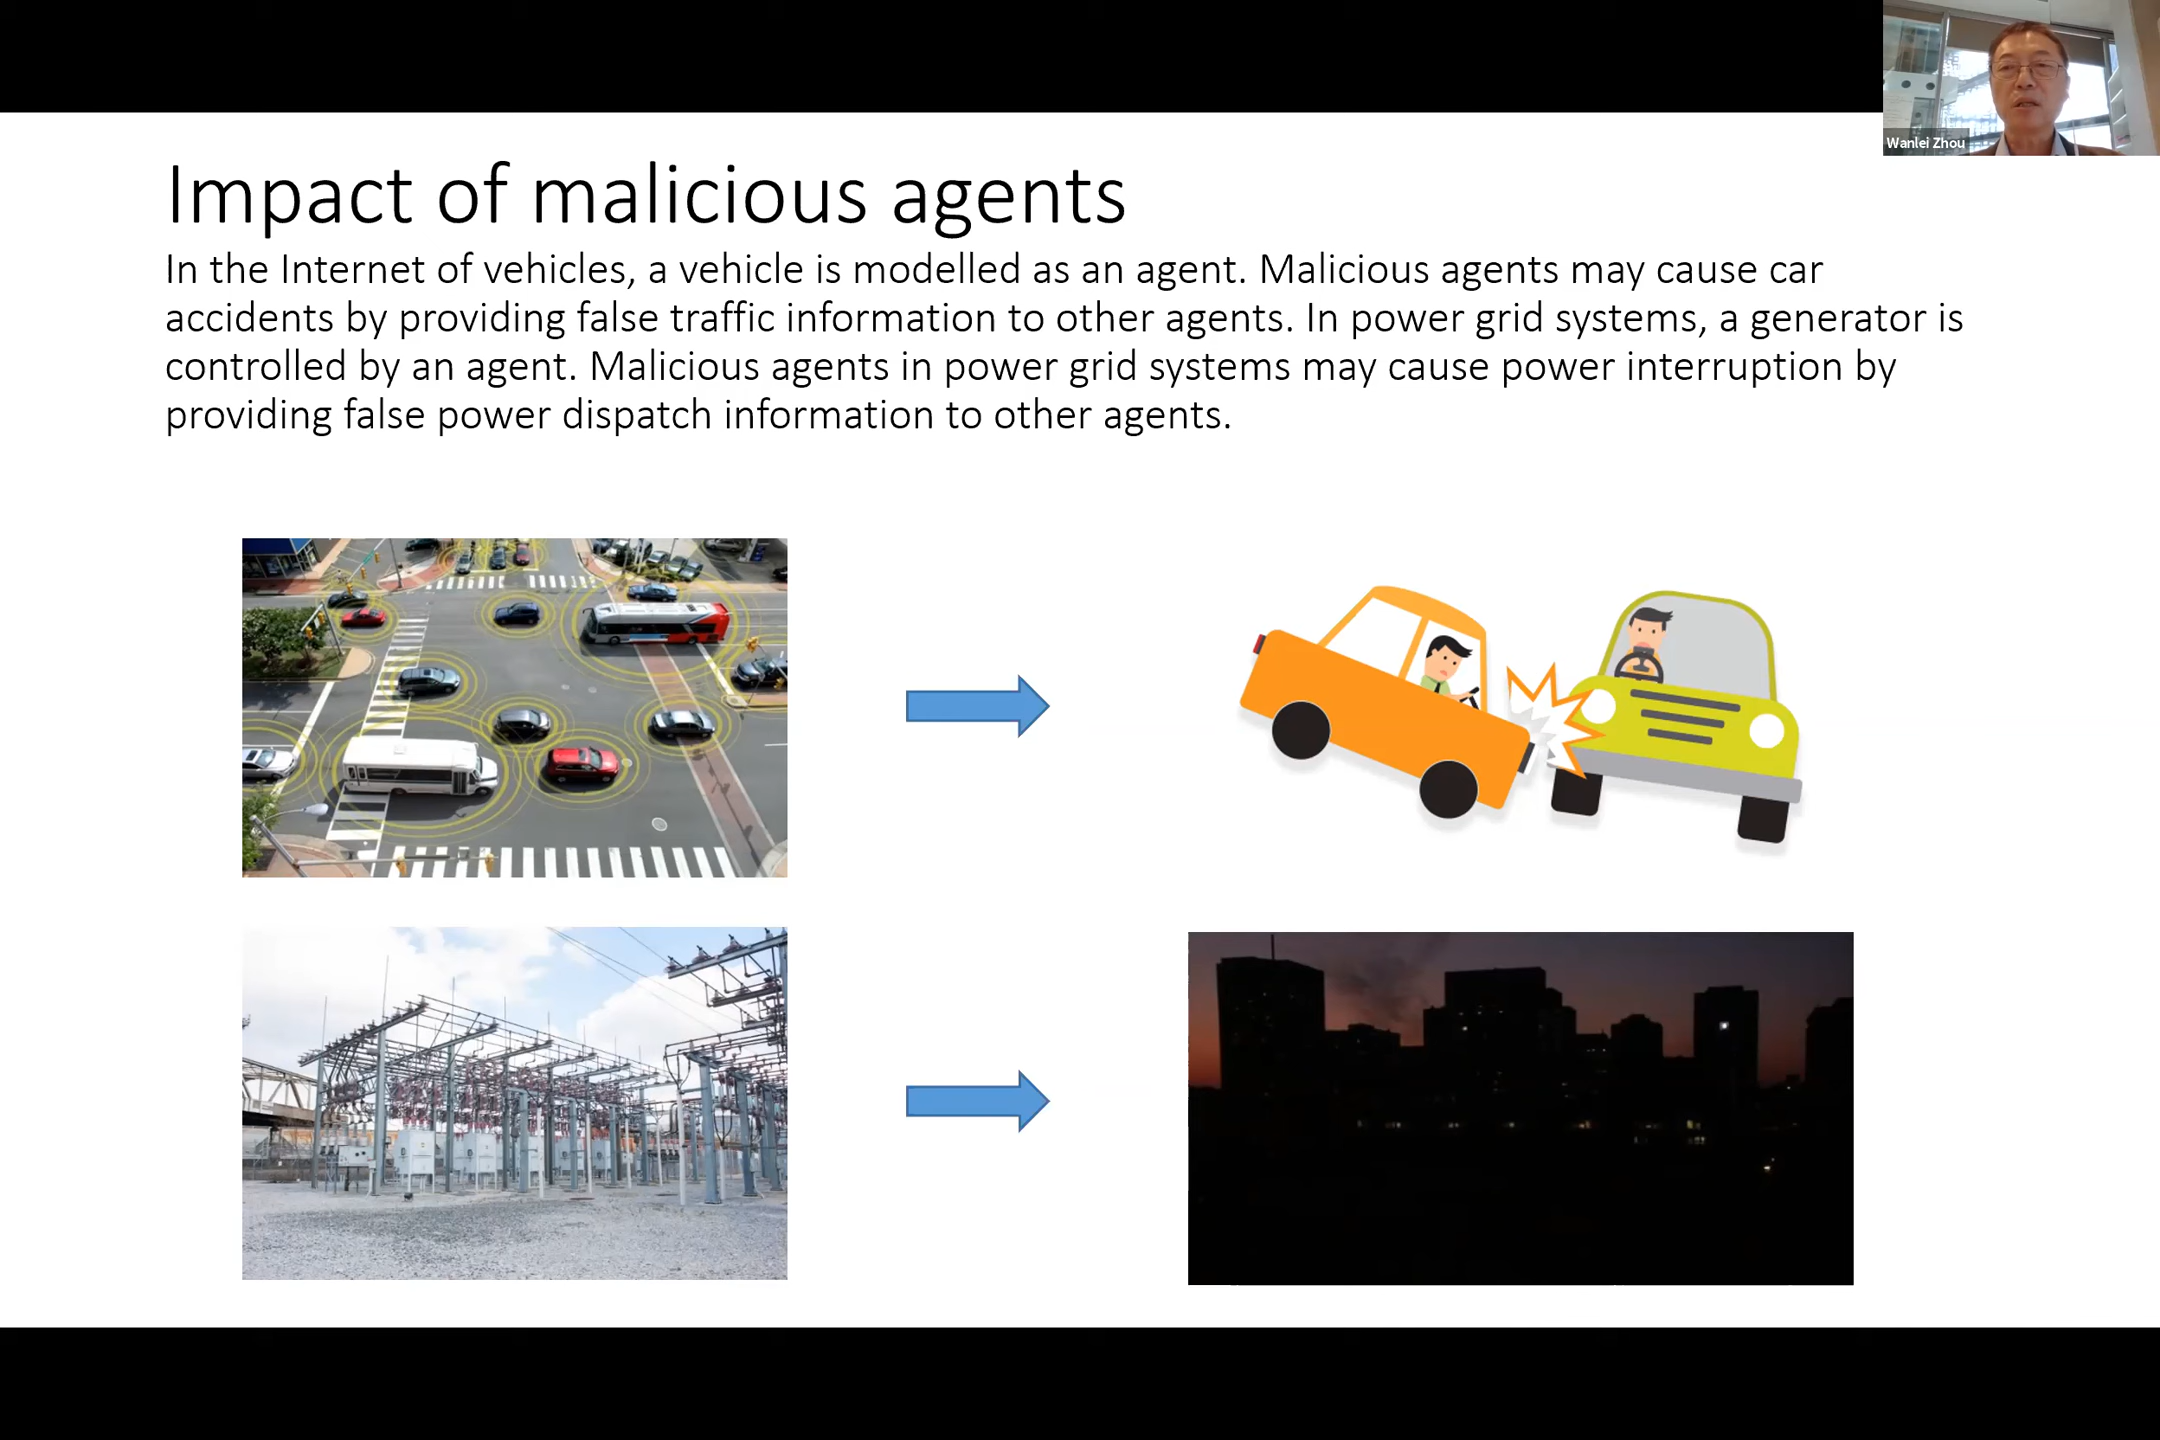 Wanlei Zhou
Impact of malicious agents
In the Internet of vehicles, a vehicle is modelled as an agent. Malicious agents may cause car
accidents by providing false traffic information to other agents. In power grid systems, a generator is
controlled by an agent. Malicious agents in power grid systems may cause power interruption by
providing false power dispatch information to other agents.